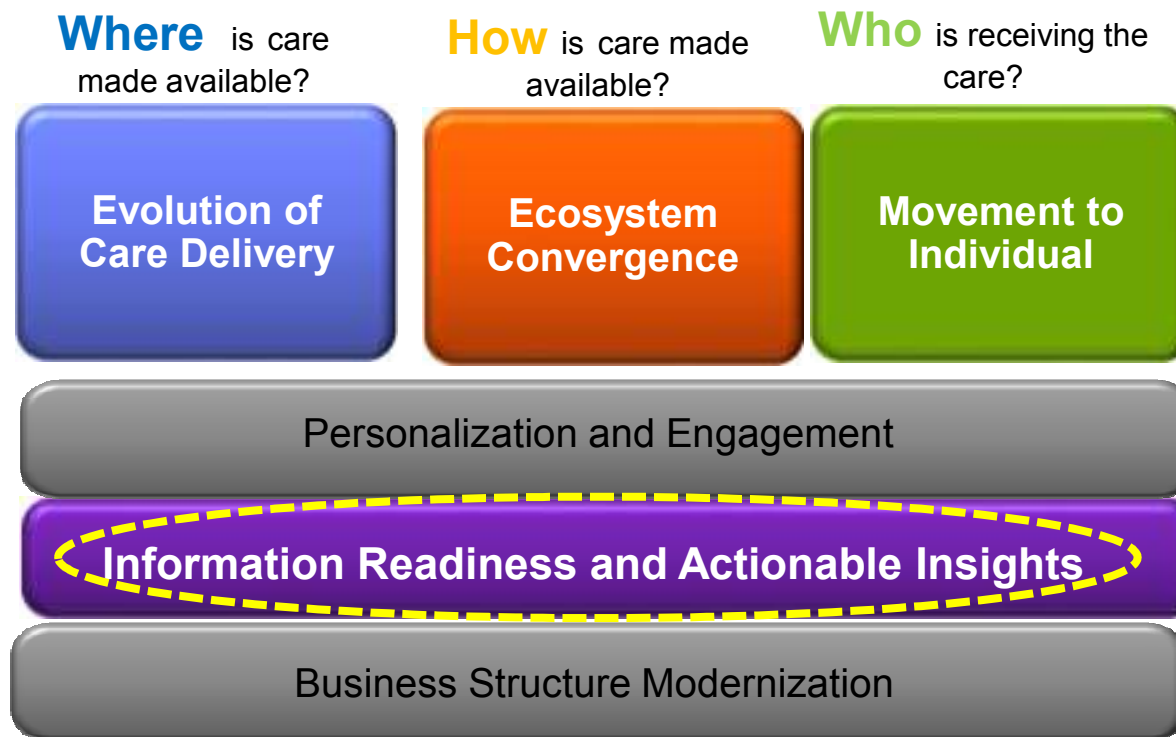 Where is care
made available?
How is care made
available?
Who is receiving the
care?
Evolution of
Care Delivery
Ecosystem
Convergence
Movement to
Individual
Personalization and Engagement
Information Readiness and Actionable Insights
Business Structure Modernization